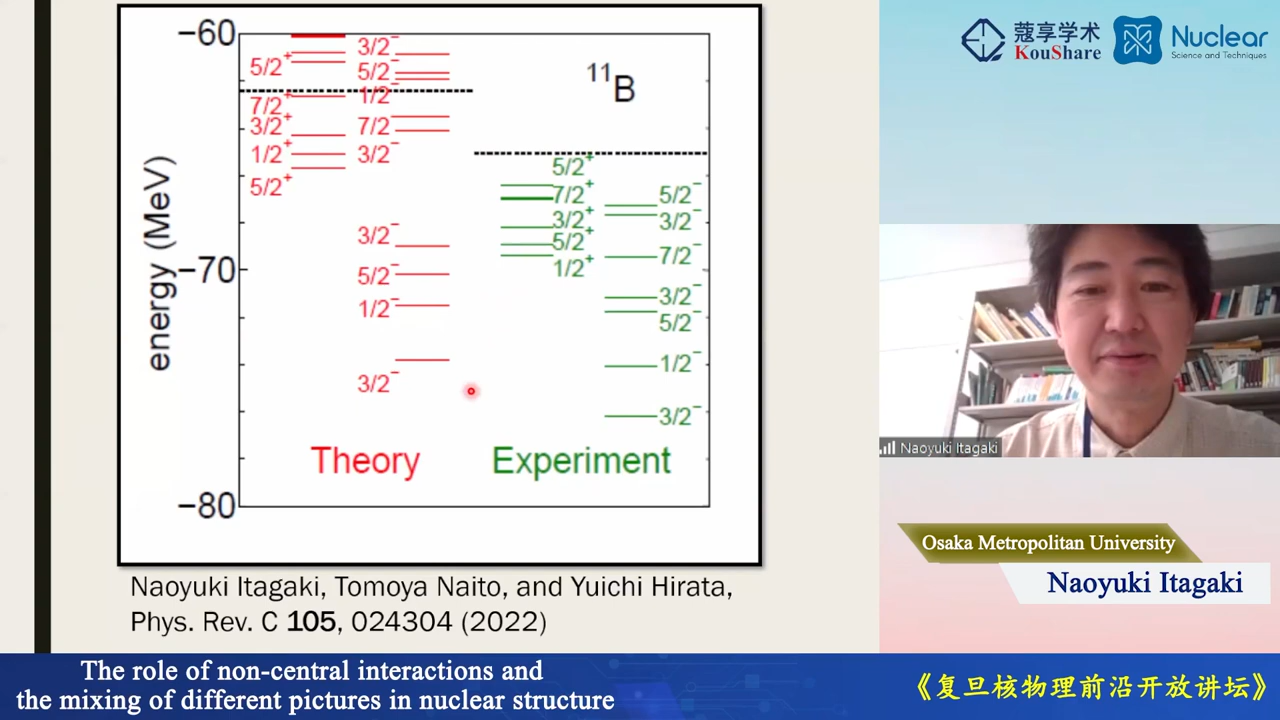 −60
−70
−80
energy (MeV)
5/2+
7/2+
3/2+
1/2+
5/2+
3/2−
5/2−
1/2−
7/2−
3/2−
3/2−
5/2−
1/2−
3/2−
Theory
11B
5/2+
7/2+
3/2+
5/2+
1/2+
5/2−
3/2−
7/2−
3/2−
5/2−
1/2−
3/2−
Experiment
Naoyuki Itagaki, Tomoya Naito, and Yuichi Hirata,
Phys. Rev. C 105, 024304 (2022)
蔻享学术
KouShare
Nuclear
Science and Techniques
Naoyuki Itagaki
Osaka Metropolitan University
Naoyuki Itagaki
The role of non-central interactions and
the mixing of different pictures in nuclear structure
《复旦核物理前沿开放讲坛》